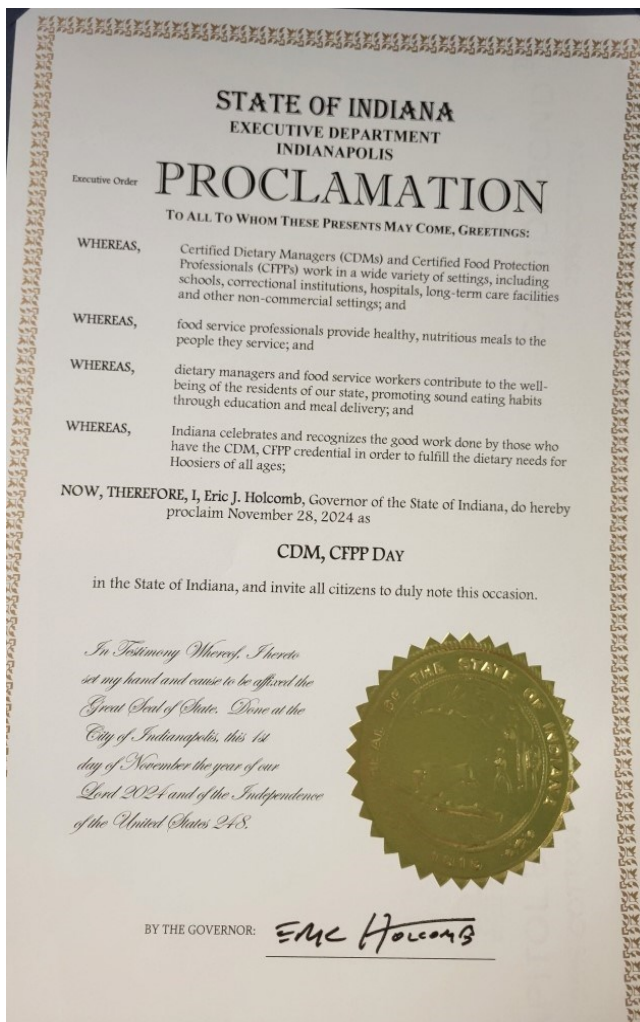 STATE OF INDIANA
EXECUTIVE DEPARTMENT
INDIANAPOLIS
Executive Order PROCLAMATION
TO ALL TO WHOM THESE PRESENTS MAY COME, GREETINGS:
WHEREAS, Certified Dietary Managers (CDMs) and Certified Food Protection
Professionals (CFPPs) work in a wide variety of settings, including
schools, correctional institutions, hospitals, long-term care facilities
and other non-commercial settings; and
WHEREAS, food service professionals provide healthy, nutritious meals to the
people they service; and
WHEREAS, dietary managers and food service workers contribute to the well-
being of the residents of our state, promoting sound eating habits
through education and meal delivery; and
WHEREAS, Indiana celebrates and recognizes the good work done by those who
have the CDM, CFPP credential in order to fulfill the dietary needs for
Hoosiers of all ages;
NOW, THEREFORE, I, Eric J. Holcomb, Governor of the State of Indiana, do hereby
proclaim November 28, 2024 as
CDM, CFPP DAY
in the State of Indiana, and invite all citizens to duly note this occasion.
In Testimony Whereof, I hereto
set my hand and cause to be affixed the
Great Seal of State. Done at the
City of Indianapolis, this 1st
day of November the year of our
Lord 2024 and of the Independence
of the United States 248.
SEAL OF THE STATE OF INDIANA
1816
BY THE GOVERNOR: ERIC HOLCOMB